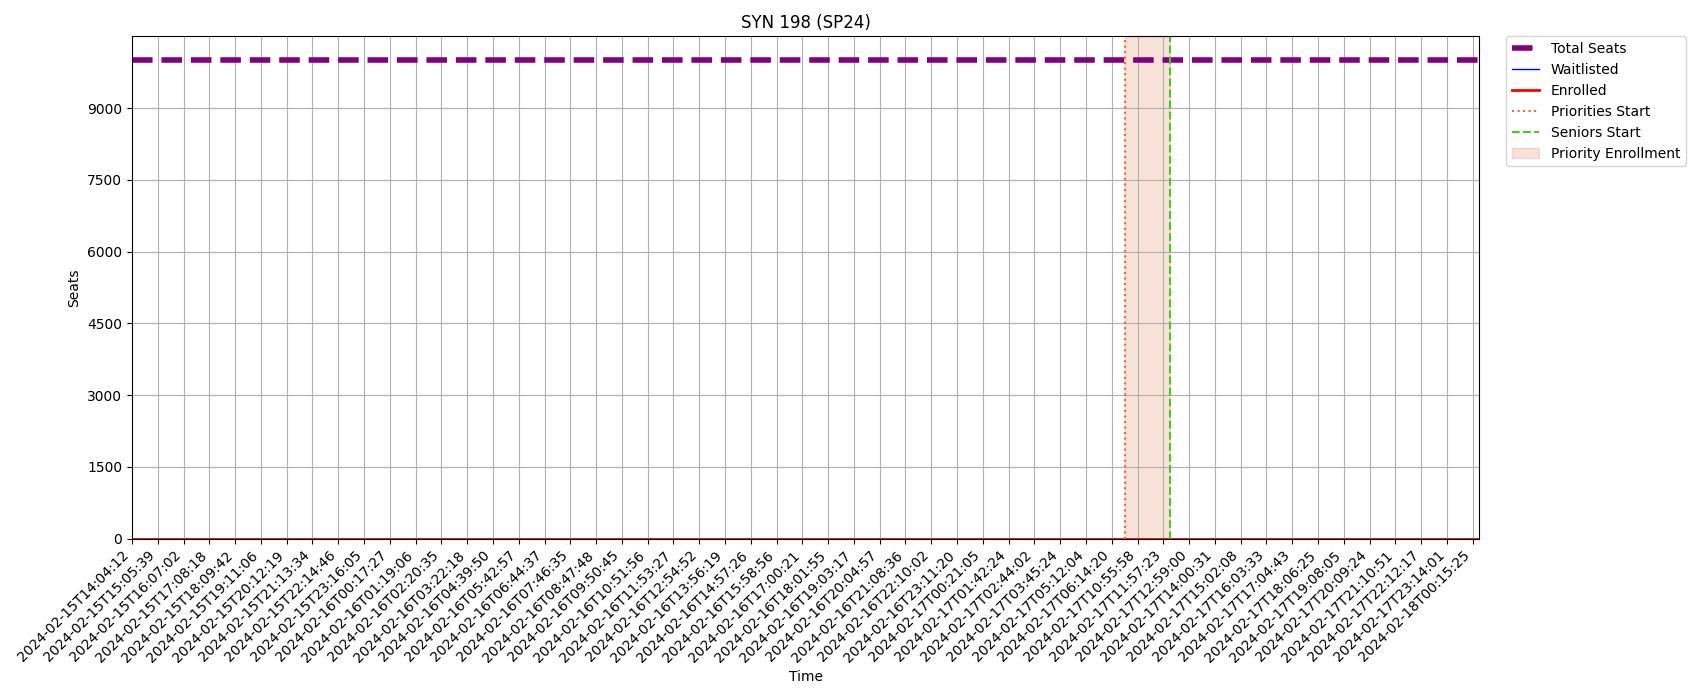 SYN 198 (SP24)
Total Seats
Waitlisted
Enrolled
Priorities Start
Seniors Start
Priority Enrollment
Seats
9000
7500
6000
4500
3000
1500
0
2024-02-15T14:04:12
2024-02-15T15:05:39
2024-02-15T16:07:02
2024-02-15T17:08:18
2024-02-15T18:09:42
2024-02-15T19:11:06
2024-02-15T20:12:19
2024-02-15T21:13:34
2024-02-15T22:14:46
2024-02-15T23:16:05
2024-02-16T00:17:27
2024-02-16T01:19:06
2024-02-16T02:20:35
2024-02-16T03:22:18
2024-02-16T04:39:50
2024-02-16T05:42:57
2024-02-16T06:44:37
2024-02-16T07:46:35
2024-02-16T08:47:48
2024-02-16T09:50:45
2024-02-16T10:51:56
2024-02-16T11:53:27
2024-02-16T12:54:52
2024-02-16T13:56:19
2024-02-16T14:57:26
2024-02-16T15:58:56
2024-02-16T17:00:21
2024-02-16T18:01:55
2024-02-16T19:03:17
2024-02-16T20:04:57
2024-02-16T21:08:36
2024-02-16T22:10:02
2024-02-16T23:11:20
2024-02-17T00:21:05
2024-02-17T01:42:24
2024-02-17T02:44:02
2024-02-17T03:45:24
2024-02-17T05:12:04
2024-02-17T06:14:20
2024-02-17T10:55:58
2024-02-17T11:57:23
2024-02-17T12:59:00
2024-02-17T14:00:31
2024-02-17T15:02:08
2024-02-17T16:03:33
2024-02-17T17:04:43
2024-02-17T18:06:25
2024-02-17T19:08:05
2024-02-17T20:09:24
2024-02-17T21:10:51
2024-02-17T22:12:17
2024-02-17T23:14:01
2024-02-18T00:15:25
Time